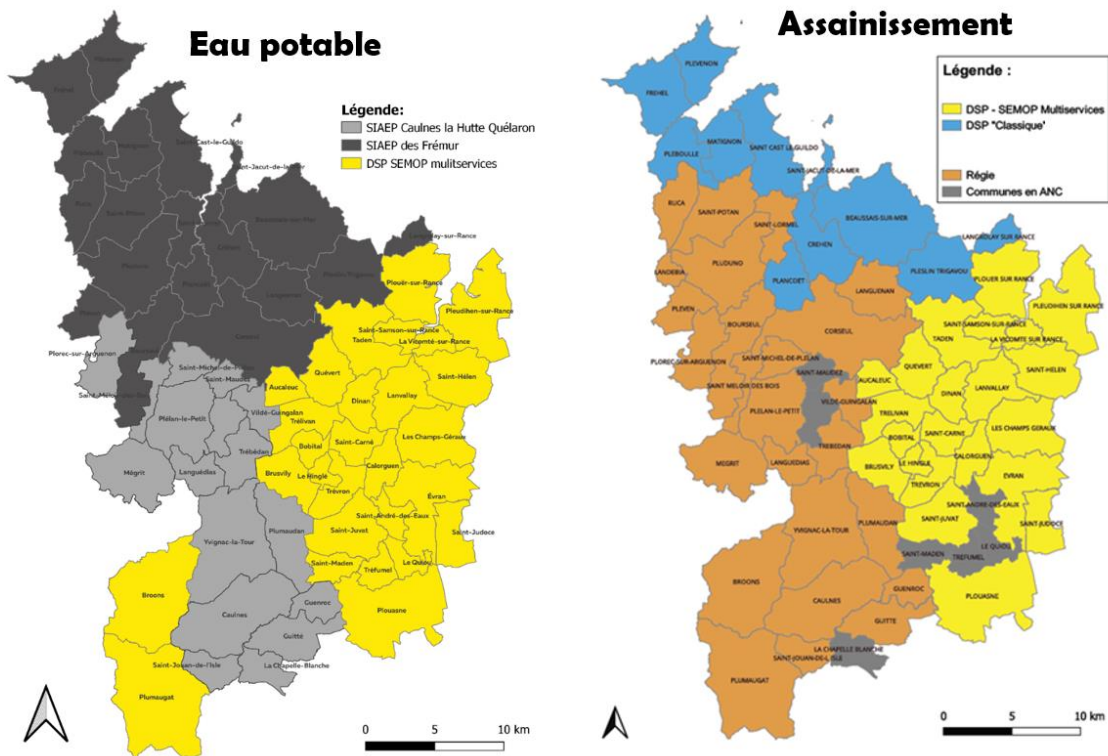 Eau potable
Légende:
SIAEP Caulnes la Hutte Quélaron
SIAEP des Frémur
DSP SEMOP mulitservices
Matignon
Saint-Cast-le-Guildo
Saint-Potan
Beaussais-sur-Mer
Créhen
Languenan
Corseul
Plouër-sur-Rance
Pleudihen-sur-Rance
Saint-Samson-sur-Rance
Taden
La Vicomté-sur-Rance
Plorec-sur-Arguenon
Saint-Maudez
Quévert
Saint-Hélen
Aucaleuc
Dinan
Lanvallay
Plélan-le-Petit
Vildé-Guingalan
Trélivan
Bobital
Saint-Carné
Les Champs-Géraux
Trébédan
Calorguen
Mégrit
Languédias
Brusvily
Le Hinglé
Trévron
Évran
Saint-André-des-Eaux
Plumaudan
Saint-Juvat
Saint-Judoce
Yvignac-la-Tour
Saint-Maden
Tréfumel
Le Quiou
Broons
Guenroc
Plouasne
Caulnes
Guitté
Saint-Jouan-de-l'Isle
La Chapelle-Blanche
Plumaugat
0 5 10 km
Assainissement
Légende :
DSP - SEMOP Multiservices
DSP "Classique'
Régie
Communes en ANC
PLEVENON
FREHEL
MATIGNON
SAINT CAST LE GUILDO
PLEBOULLE
SAINT-JACUT-DE-LA-MER
RUCA
SAINT-POTAN
BEAUSSAIS-SUR-MER
SAINT-LORMEL
LANGROLAY SUR RANCE
CREHEN
PLUDUNO
LANDEBIA
PLANCOET
PLESLIN TRIGAVOU
PLOUER SUR RANCE
LANGUENAN
PLEUDIHEN SUR RANCE
PLEVEN
BOURSEUL
CORSEUL
SAINT-SAMSON-SUR-RANCE
TADEN
LA VICOMTE SUR RANCE
PLOREC-SUR-ARGUENON
SAINT-MICHEL-DE-PLELAN
SAINT-MAUDEZ
QUEVERT
SAINT-HELEN
AUCALEUC
SAINT MELOIR DES BOIS
DINAN
LANVALLAY
VILDE-GUINGALAN
TRELIVAN
PLELAN-LE-PETIT
BOBITAL
SAINT-CARNE
LES CHAMPS GERAUX
TREBEDAN
CALORGUEN
MEGRIT
LANGUEDIAS
BRUSVILY
LE HINGLE
EVRAN
TREVRON
SAINT-ANDRE-DES-EAUX
SAINT-JUVAT
PLUMAUDAN
SAINT-JUDOCE
YVIGNAC-LA-TOUR
LE QUIOU
SAINT-MADEN
TREFUMEL
BROONS
GUENROC
PLOUASNE
CAULNES
GUITTE
LA CHAPELLE BLANCHE
SAINT-JOUAN-DE-L ISLE
PLUMAUGAT
0 5 10 km